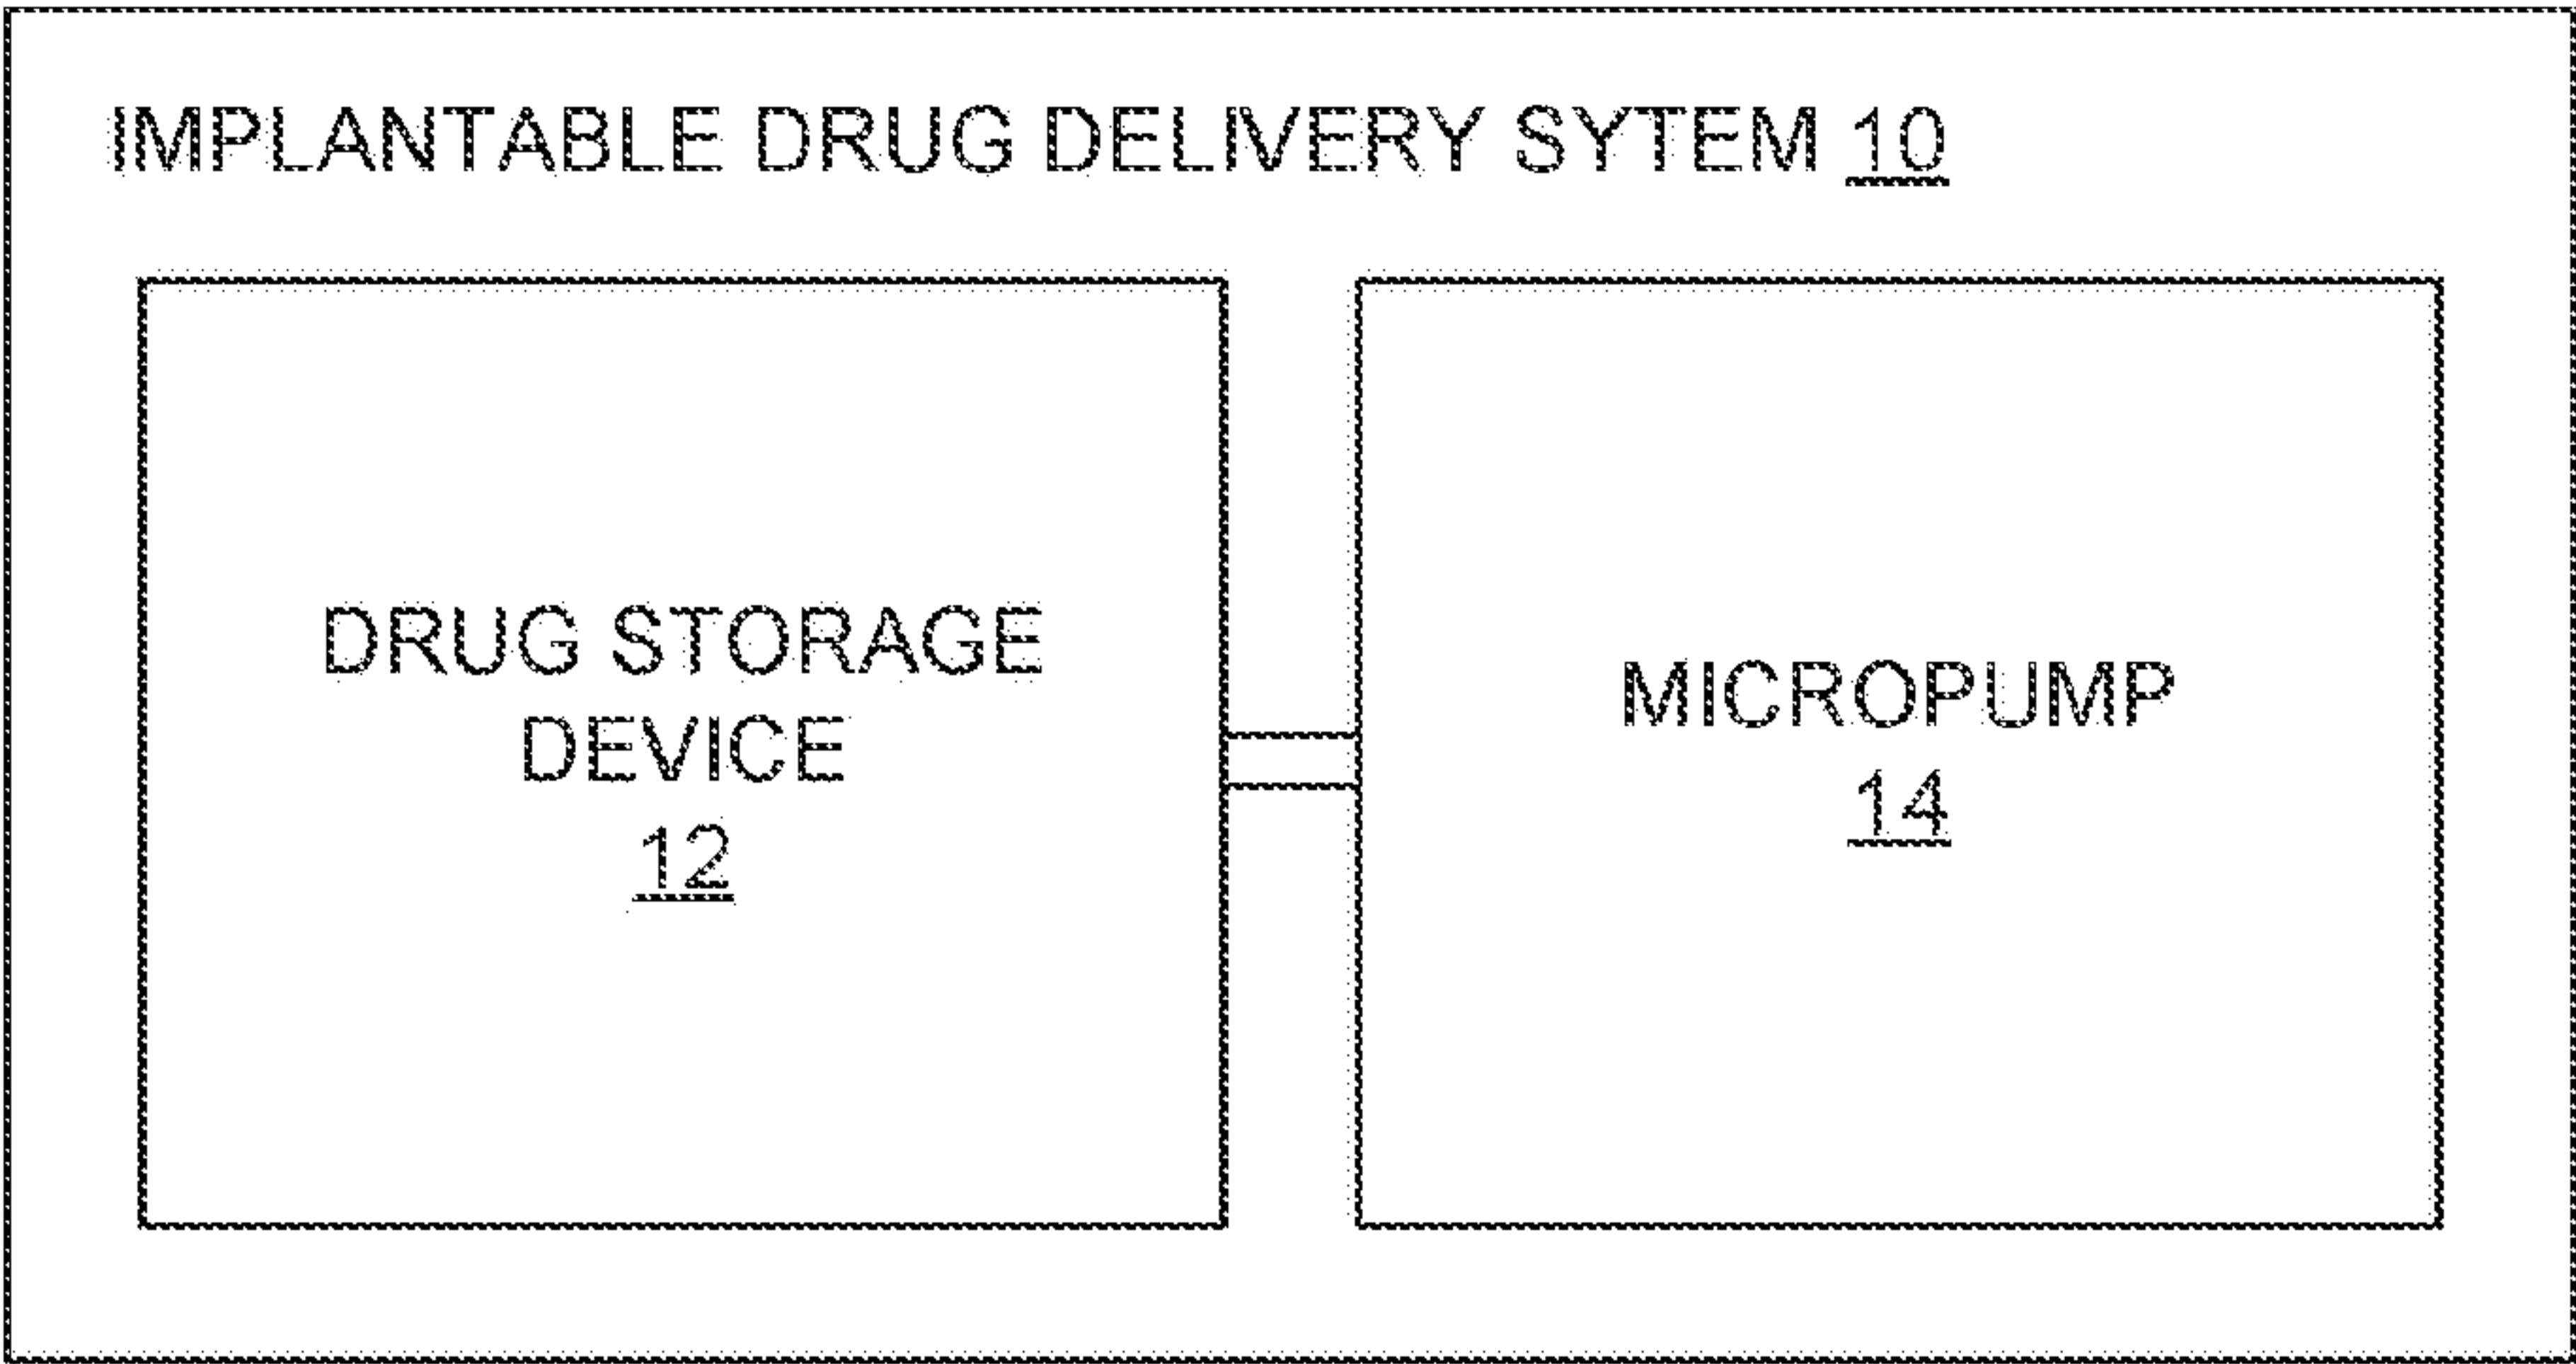 IMPLANTABLE DRUG DELIVERY SYTEM 10
DRUG STORAGE
DEVICE
12
MICROPUMP
14